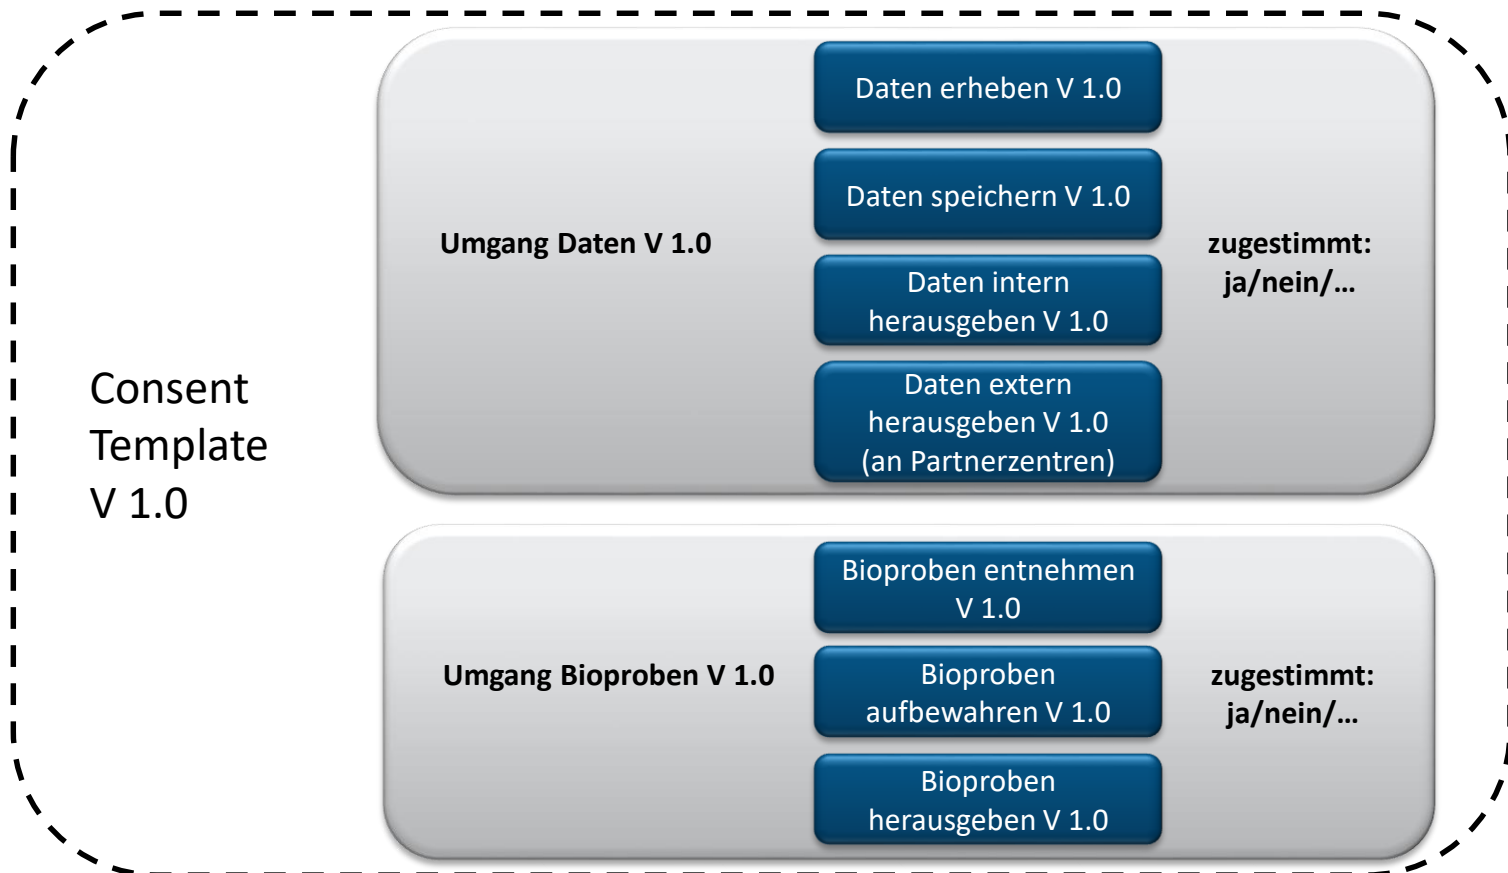 Consent
Template
V 1.0
Umgang Daten V 1.0
Daten erheben V 1.0
Daten speichern V 1.0
Daten intern
herausgeben V 1.0
Daten extern
herausgeben V 1.0
(an Partnerzentren)
zugestimmt:
ja/nein/…
Umgang Bioproben V 1.0
Bioproben entnehmen
V 1.0
Bioproben
aufbewahren V 1.0
Bioproben
herausgeben V 1.0
zugestimmt:
ja/nein/…